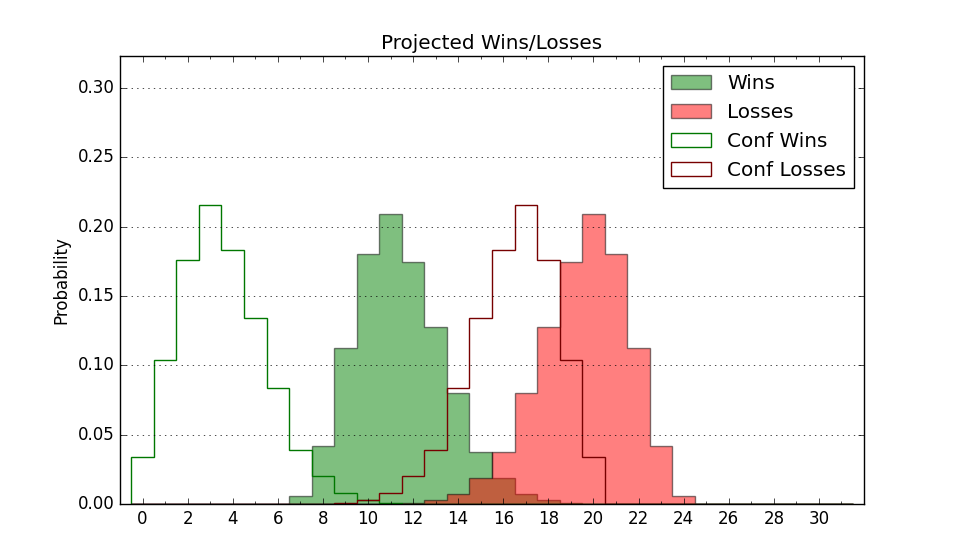 Projected Wins/Losses
Wins
Losses
Conf Wins
Conf Losses
Probability
0.30
0.25
0.20
0.15
0.10
0.05
0.00
0 2 4 6 8 10 12 14 16 18 20 22 24 26 28 30